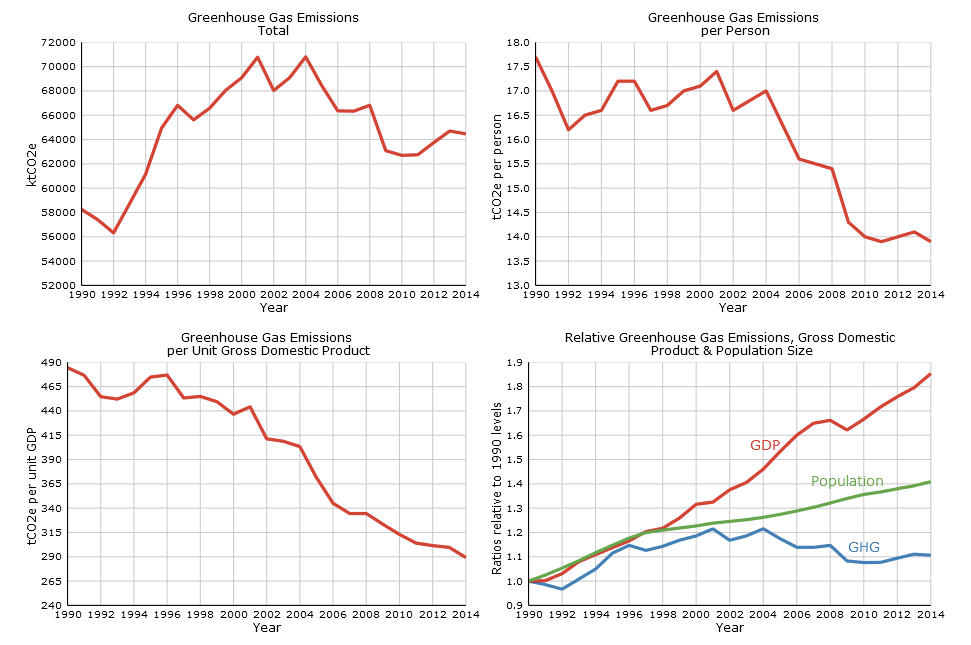 Greenhouse Gas Emissions
Total
72000
70000
68000
66000
64000
62000
60000
58000
56000
54000
52000
ktCO2e
1990 1992 1994 1996 1998 2000 2002 2004 2006 2008 2010 2012 2014
Year
Greenhouse Gas Emissions
per Person
18.0
17.5
17.0
16.5
16.0
15.5
15.0
14.5
14.0
13.5
13.0
tCO2e per person
1990 1992 1994 1996 1998 2000 2002 2004 2006 2008 2010 2012 2014
Year
Greenhouse Gas Emissions
per Unit Gross Domestic Product
490
465
440
415
390
365
340
315
290
265
240
tCO2e per unit GDP
1990 1992 1994 1996 1998 2000 2002 2004 2006 2008 2010 2012 2014
Year
Relative Greenhouse Gas Emissions, Gross Domestic
Product & Population Size
1.9
1.8
1.7
1.6
1.5
1.4
1.3
1.2
1.1
1.0
0.9
Ratios relative to 1990 levels
GDP
Population
GHG
1990 1992 1994 1996 1998 2000 2002 2004 2006 2008 2010 2012 2014
Year